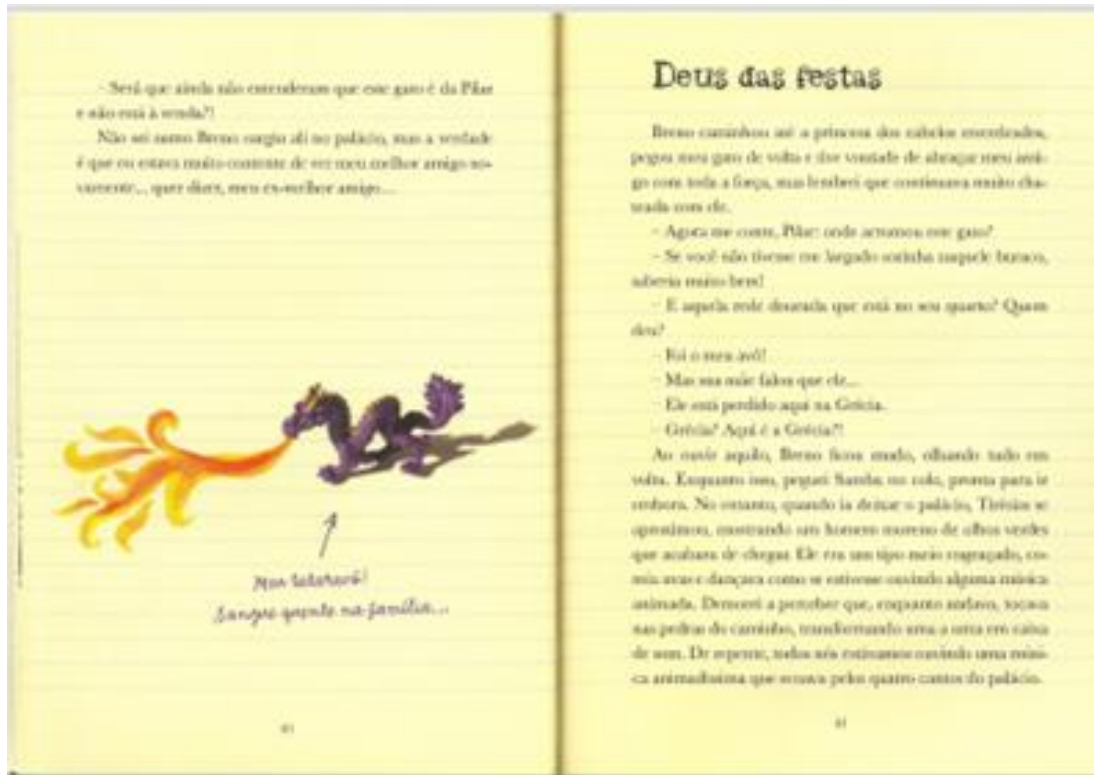 – Será que ainda não entenderam que este gato é da Pilar
e não está à venda?!
Não sei como Breno surgiu ali no palácio, mas a verdade
é que eu estava muito contente de ver meu melhor amigo no-
vamente... quer dizer, meu ex-melhor amigo...
Meu tataravô!
Sangue quente na família...
Deus das festas
Breno caminhou até a princesa dos cabelos encordoados,
pegou meu gato de volta e tive vontade de abraçar meu ami-
go com toda a força, mas lembrei que continuava muito cha-
teada com ele.
– Agora me conte, Pilar: onde arrumou este gato?
– Se você não tivesse me largado sozinha naquele buraco,
saberia muito bem!
– E aquela rede dourada que está no seu quarto? Quem
deu?
– Foi o meu avô!
– Mas sua mãe falou que ele...
– Ele está perdido aqui na Grécia.
– Grécia? Aqui é a Grécia?!
Ao ouvir aquilo, Breno ficou mudo, olhando tudo em
volta. Enquanto isso, peguei Samba no colo, pronta para ir
embora. No entanto, quando ia deixar o palácio, Tirésias se
aproximou, mostrando um homem moreno de olhos verdes
que acabara de chegar. Ele era um tipo meio engraçado, co-
mia uvas e dançava como se estivesse ouvindo alguma música
animada. Demorei a perceber que, enquanto andava, tocava
nas pedras do caminho, transformando uma a uma em caixa
de som. De repente, todos nós estávamos ouvindo uma músi-
ca animadíssima que ecoava pelos quatro cantos do palácio.